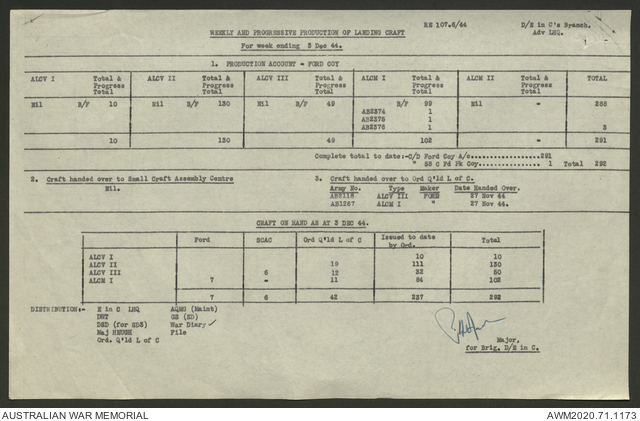 RE 107.6/44 D/E in C's Branch.
Adv LHQ.
WEEKLY AND PROGRESSIVE PRODUCTION OF LANDING CRAFT
For week ending 3 Dec 44.
1. PRODUCTION ACCOUNT - FORD COY
ALCV I Total & Progress Total ALCV II Total & Progress Total ALCV III Total & Progress Total ALCM I Total & Progress Total ALCM II Total & Progress Total TOTAL
Nil B/F 10 Nil B/F 130 Nil B/F 49 B/F 99 Nil - 288
AB2374 1
AB2375 1
AB2376 1 3
10 130 49 102 - 291
Complete total to date:-C/D Ford Coy A/c 291
" 55 C Fd Pk Coy 1 Total 292
2. Craft handed over to Small Craft Assembly Centre
Nil.
3. Craft handed over to Ord Q'ld L of C.
Army No. Type Maker Date Handed Over.
AB2118 ALCV III FORD 27 Nov 44
AB1267 ALCM I " 27 Nov 44.
CRAFT ON HAND AS AT 3 DEC 44.
Ford SCAC Ord Q'ld L of C Issued to date by Ord. Total
ALCV I 10 10
ALCV II 19 111 130
ALCV III 6 12 32 50
ALCM I 7 - 11 84 102
7 6 42 237 292
DISTRIBUTION:- E in C LHQ AQMG (Maint)
DWT GS (SD)
DSD (for SDS) War Diary ✓
Maj HEUGH File
Ord. Q'ld L of C
Major,
for Brig. D/E in C.
AUSTRALIAN WAR MEMORIAL AWM2020.71.1173